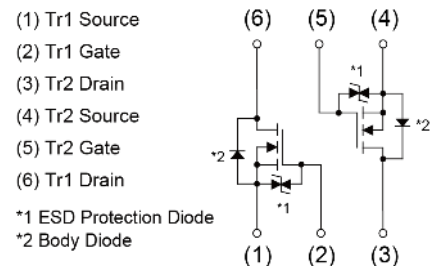 (1) Tr1 Source
(2) Tr1 Gate
(3) Tr2 Drain
(4) Tr2 Source
(5) Tr2 Gate
(6) Tr1 Drain
*1 ESD Protection Diode
*2 Body Diode
(6) (5) (4)
*1
*2
*2
*1
(1) (2) (3)